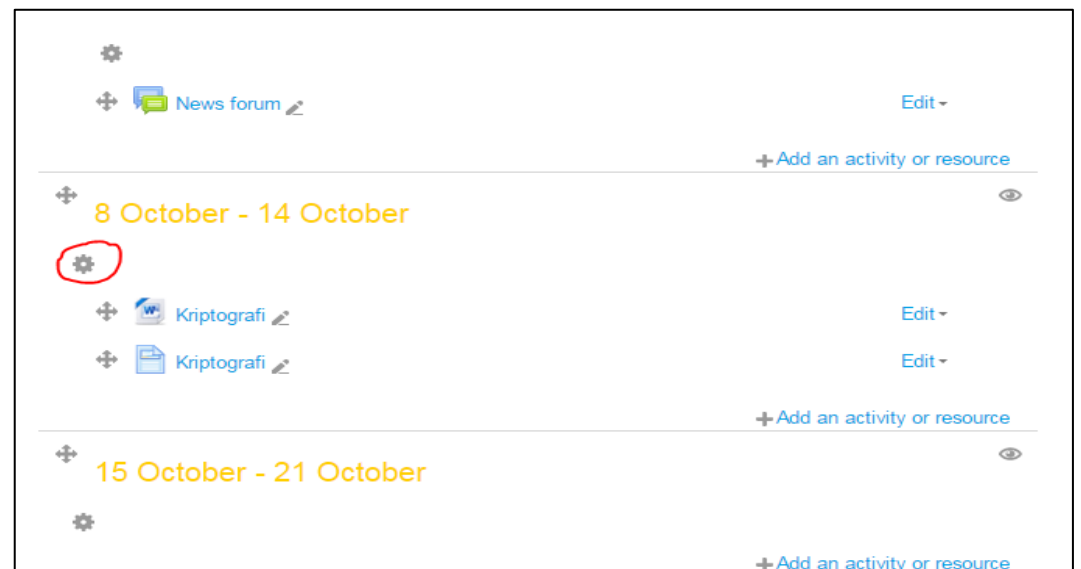 News forum Edit
Add an activity or resource
8 October - 14 October
Kriptografi Edit
Kriptografi Edit
Add an activity or resource
15 October - 21 October
Add an activity or resource